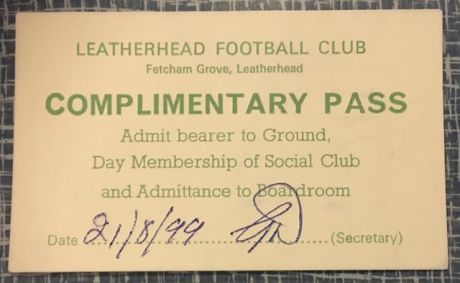 LEATHERHEAD FOOTBALL CLUB
Fetcham Grove, Leatherhead
COMPLIMENTARY PASS
Admit bearer to Ground,
Day Membership of Social Club
and Admittance to Boardroom
Date 21/8/99 (Secretary)